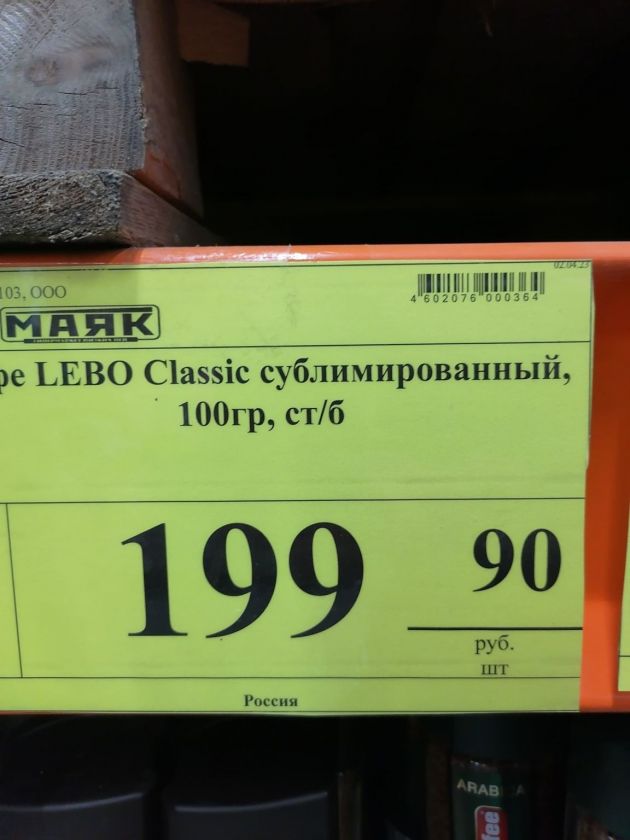 02.04.23
103, ООО
4 602076 000364
МАЯК
ре LEBO Classic сублимированный,
100гр, ст/б
199 90
руб.
шт
Россия
ARABICA